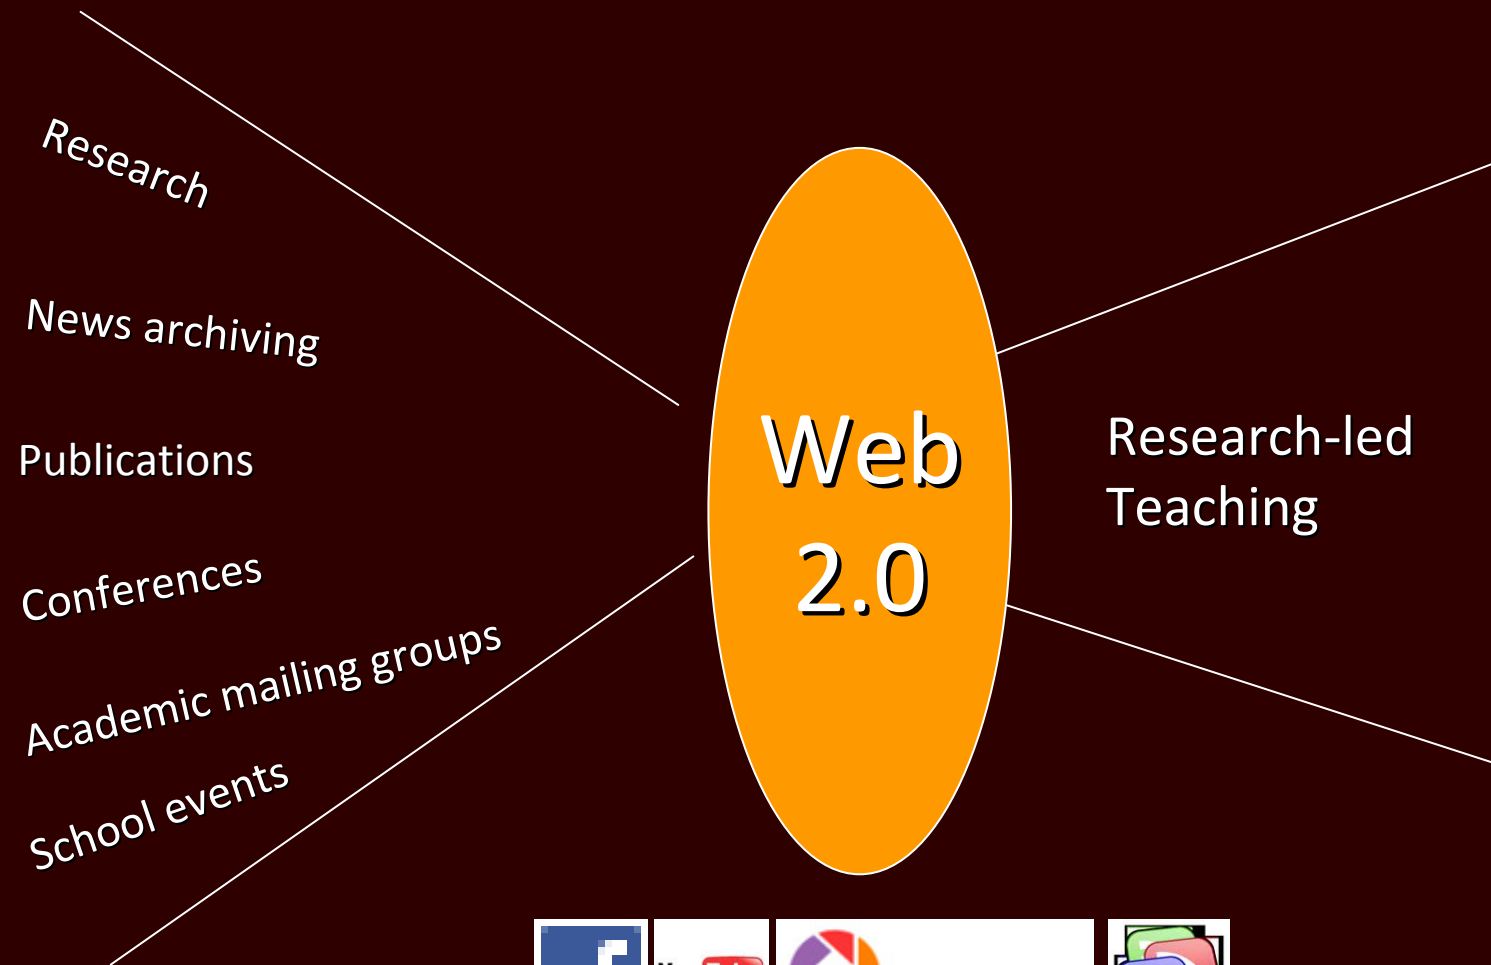 Research
News archiving
Publications
Conferences
Academic mailing groups
School events
Web
2.0
Research-led
Teaching